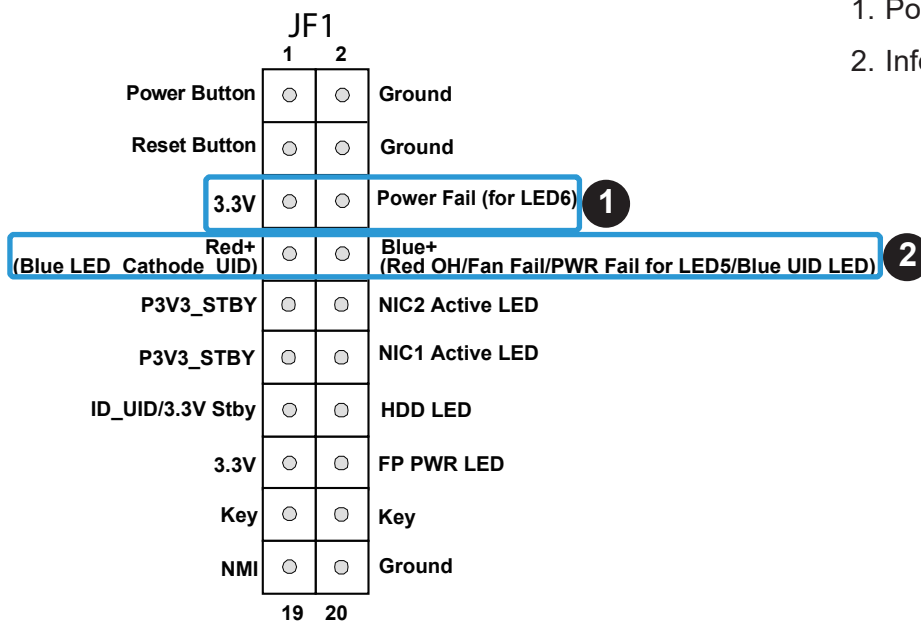 JF1
1 2
Power Button Ground
Reset Button Ground
3.3V Power Fail (for LED6) 1
Red+ Blue+
(Blue LED_Cathode_UID) (Red OH/Fan Fail/PWR Fail for LED5/Blue UID LED) 2
P3V3_STBY NIC2 Active LED
P3V3_STBY NIC1 Active LED
ID_UID/3.3V Stby HDD LED
3.3V FP PWR LED
Key Key
NMI Ground
19 20
1. Po
2. Inf